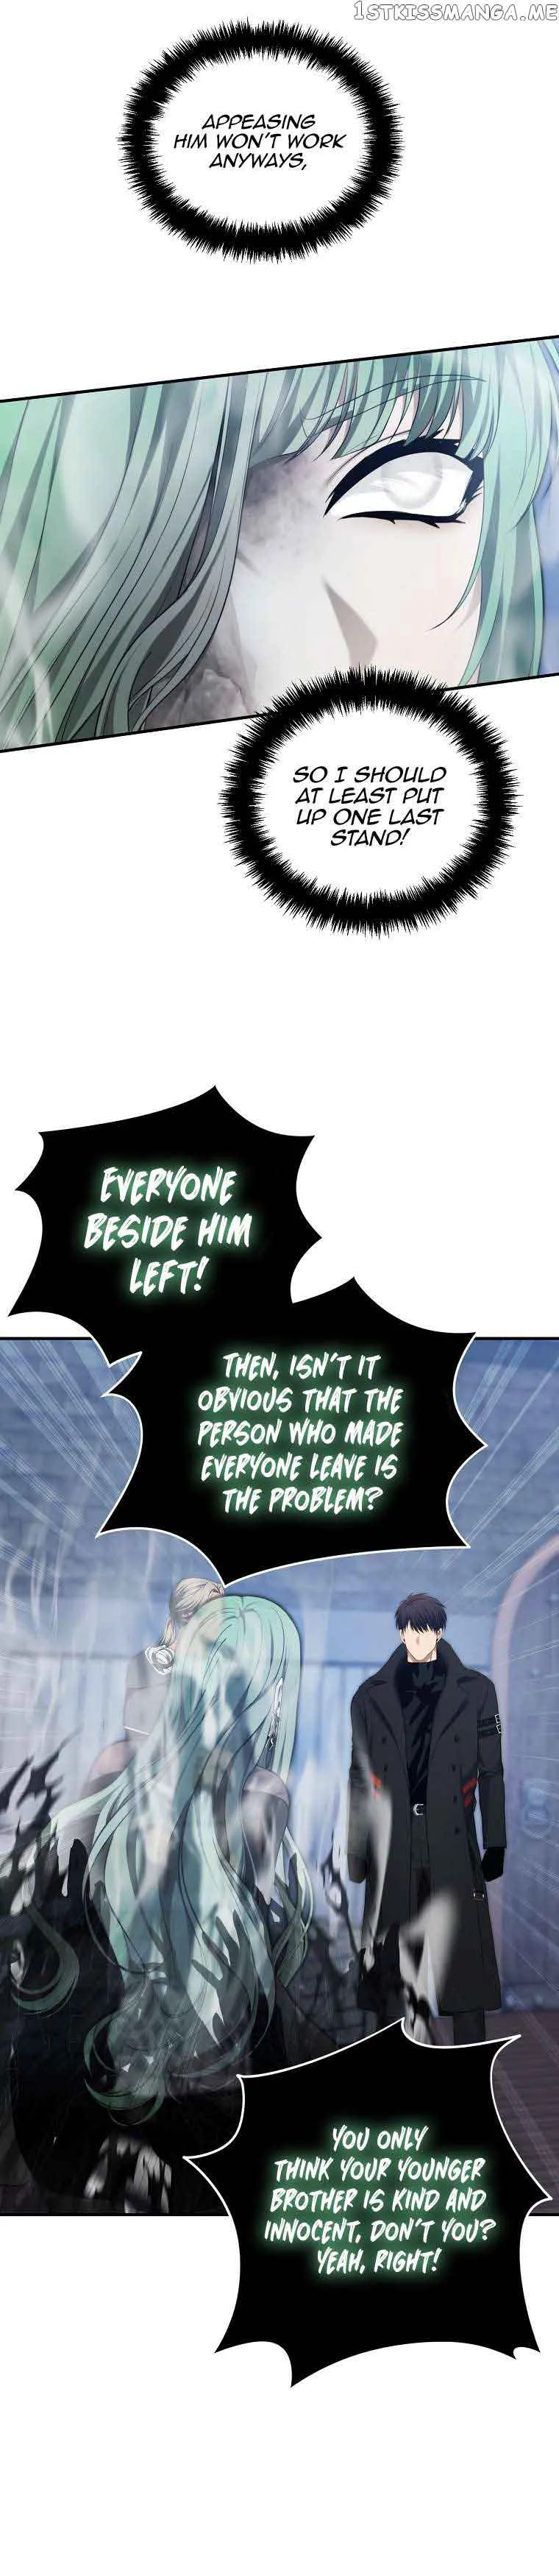 1STKISSMANGA.ME
APPEASING
HIM WON'T WORK
ANYWAYS,
SO I SHOULD
AT LEAST PUT
UP ONE LAST
STAND!
EVERYONE
BESIDE HIM
LEFT!
THEN, ISN'T IT
OBVIOUS THAT THE
PERSON WHO MADE
EVERYONE LEAVE IS
THE PROBLEM?
YOU ONLY
THINK YOUR YOUNGER
BROTHER IS KIND AND
INNOCENT, DON'T YOU?
YEAH, RIGHT!